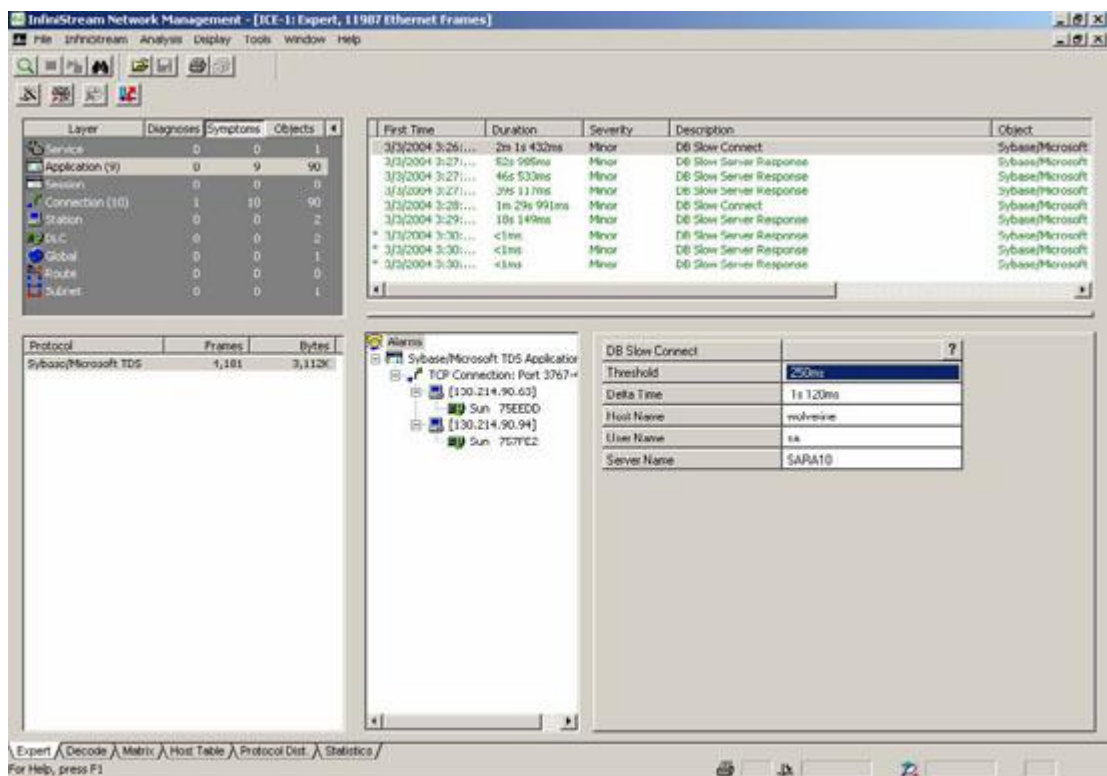 InfiniStream Network Management - [ICE-1: Expert, 11987 Ethernet Frames]
File InfiniStream Analysis Display Tools Window Help
Layer Diagnoses Symptoms Objects
Service 0 0 1
Application (9) 0 9 90
Session 0 0 0
Connection (10) 1 10 90
Station 0 0 2
DLC 0 0 2
Global 0 0 1
Route 0 0 0
Subnet 0 0 1
First Time Duration Severity Description Object
3/3/2004 3:26:... 2m 1s 432ms Minor DB Slow Connect Sybase/Microsoft
3/3/2004 3:27:... 52s 985ms Minor DB Slow Server Response Sybase/Microsoft
3/3/2004 3:27:... 46s 533ms Minor DB Slow Server Response Sybase/Microsoft
3/3/2004 3:27:... 39s 117ms Minor DB Slow Server Response Sybase/Microsoft
3/3/2004 3:28:... 1m 29s 991ms Minor DB Slow Connect Sybase/Microsoft
3/3/2004 3:29:... 18s 149ms Minor DB Slow Server Response Sybase/Microsoft
* 3/3/2004 3:30:... <1ms Minor DB Slow Server Response Sybase/Microsoft
* 3/3/2004 3:30:... <1ms Minor DB Slow Server Response Sybase/Microsoft
* 3/3/2004 3:30:... <1ms Minor DB Slow Server Response Sybase/Microsoft
Protocol Frames Bytes
Sybase/Microsoft TDS 4,181 3,112K
Alarms
Sybase/Microsoft TDS Application
TCP Connection: Port 3767
[130.214.90.63]
Sun 75EEDD
[130.214.90.94]
Sun 757FE2
DB Slow Connect ?
Threshold 250ms
Delta Time 1s 120ms
Host Name wolverine
User Name sa
Server Name SARA10
Expert Decode Matrix Host Table Protocol Dist. Statistics
For Help, press F1